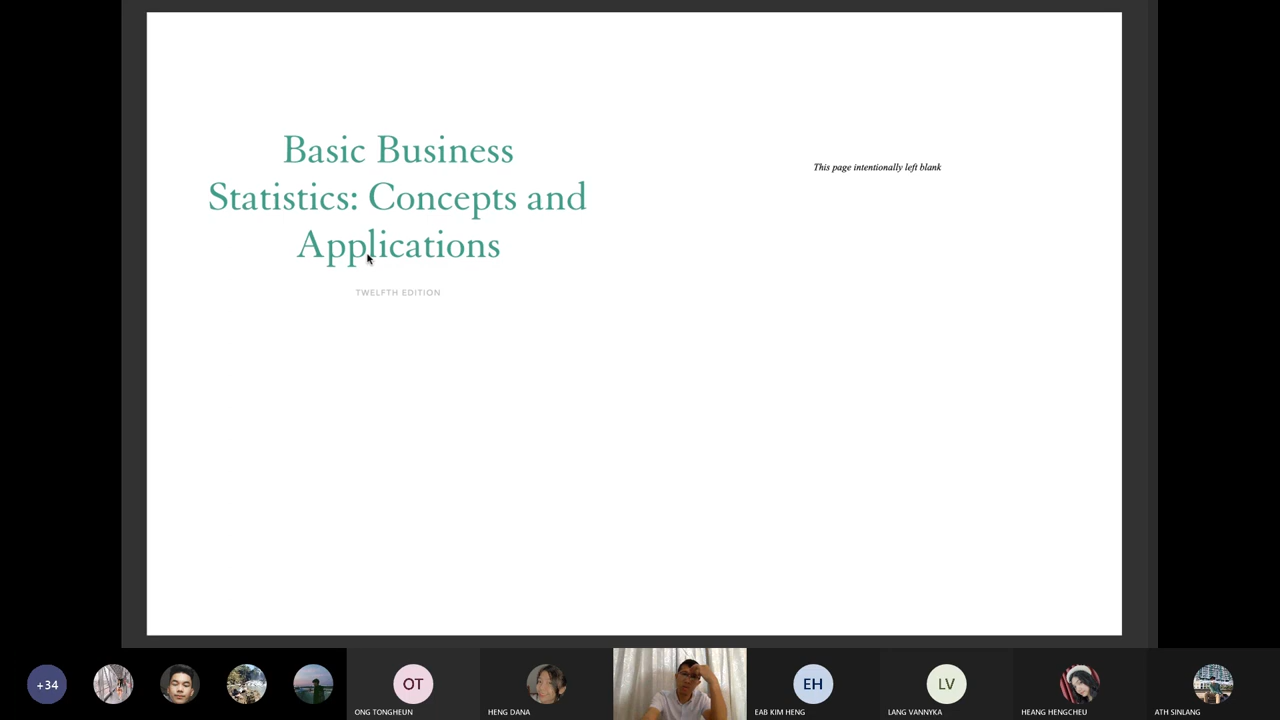 Basic Business
Statistics: Concepts and
Applications
TWELFTH EDITION
This page intentionally left blank
+34
OT
ONG TONGHEUN
HENG DANA
EH
EAB KIM HENG
LV
LANG VANNYKA
HEANG HENGCHEU
ATH SINLANG